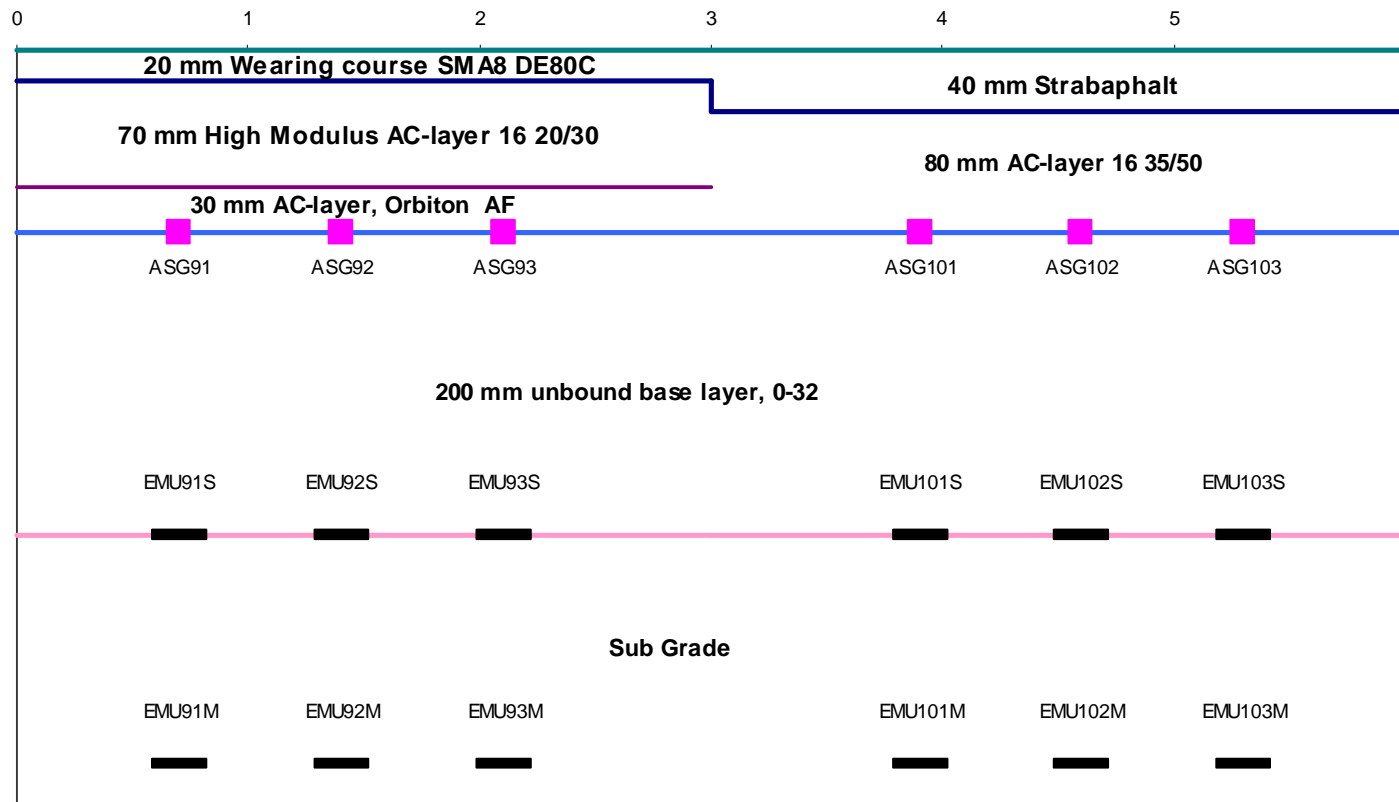 0 1 2 3 4 5
20 mm Wearing course SMA8 DE80C
40 mm Strabaphalt
70 mm High Modulus AC-layer 16 20/30
80 mm AC-layer 16 35/50
30 mm AC-layer, Orbiton AF
ASG91 ASG92 ASG93 ASG101 ASG102 ASG103
200 mm unbound base layer, 0-32
EMU91S EMU92S EMU93S EMU101S EMU102S EMU103S
Sub Grade
EMU91M EMU92M EMU93M EMU101M EMU102M EMU103M